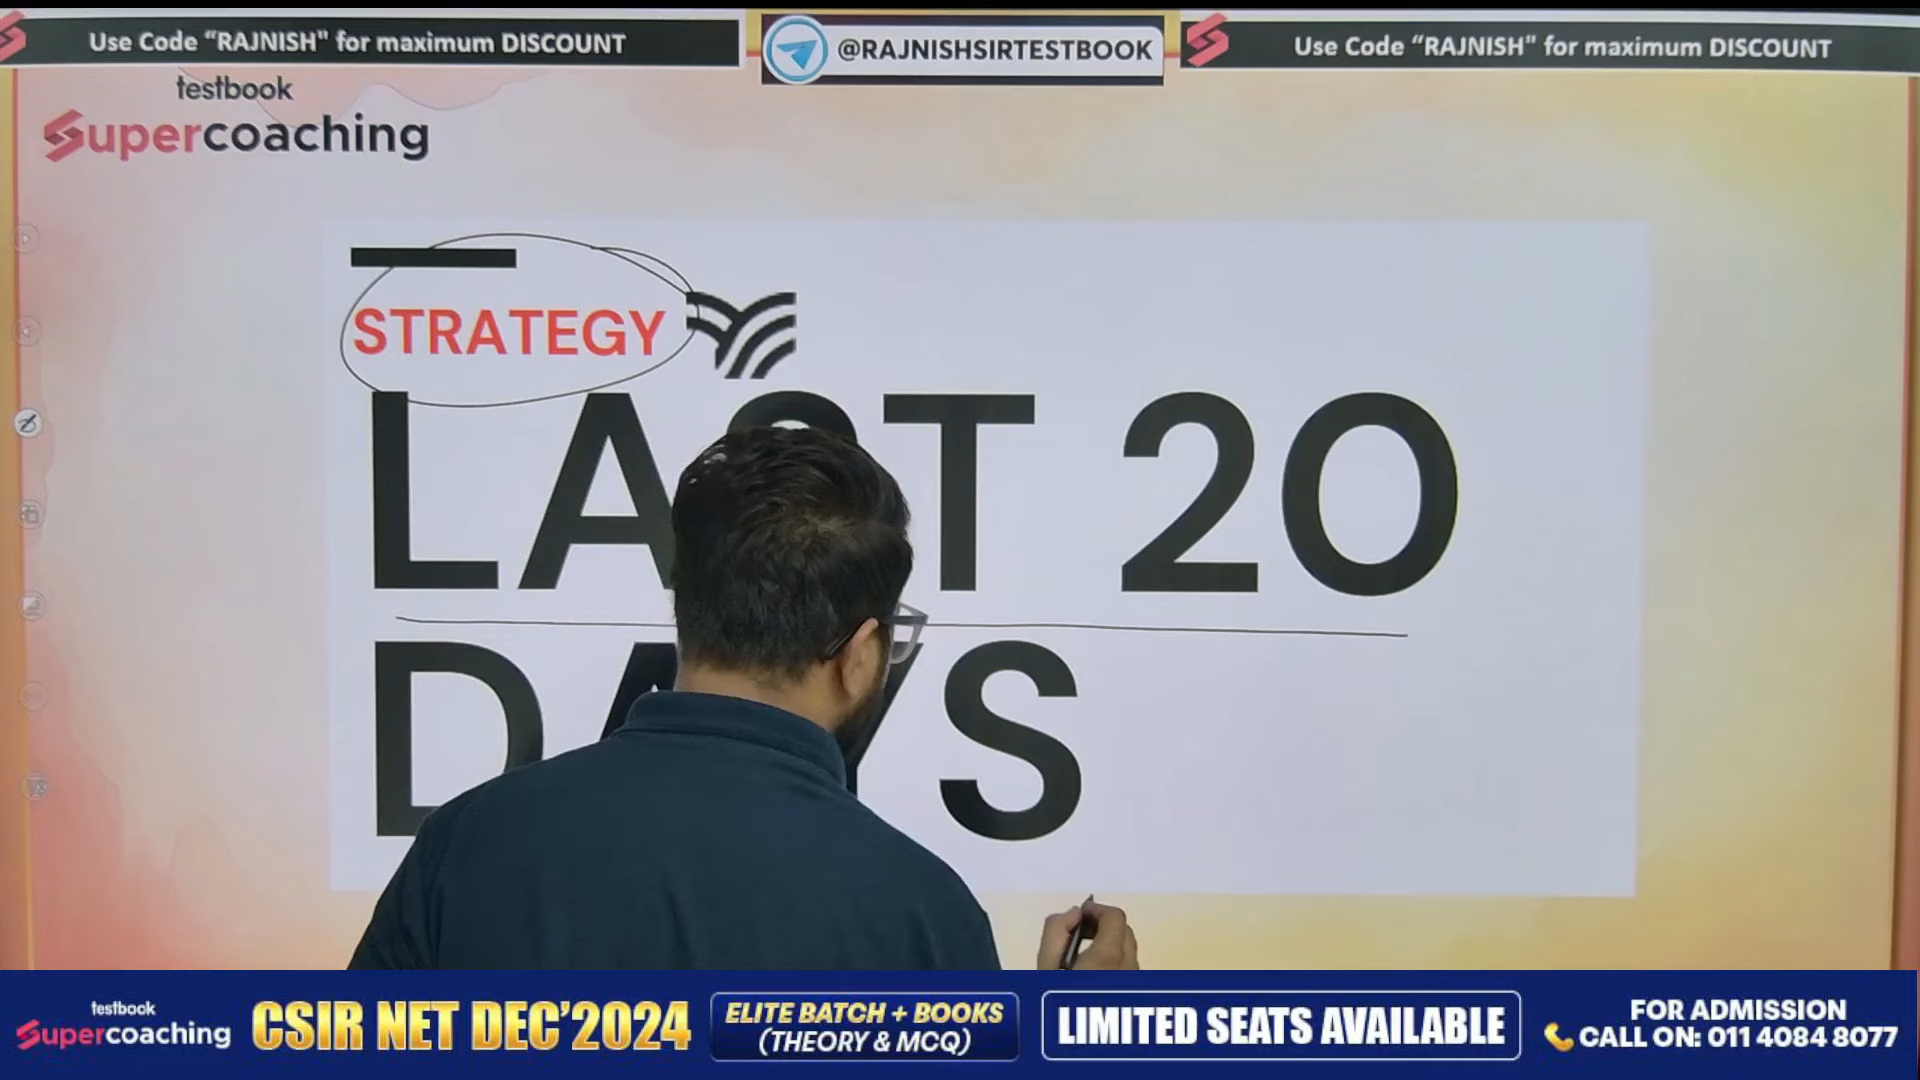 Use Code “RAJNISH" for maximum DISCOUNT
@RAJNISHSIRTESTBOOK
Use Code “RAJNISH" for maximum DISCOUNT
testbook
Supercoaching
STRATEGY
LAST 20
DAYS
testbook
Supercoaching
CSIR NET DEC’2024
ELITE BATCH + BOOKS
(THEORY & MCQ)
LIMITED SEATS AVAILABLE
FOR ADMISSION
CALL ON: 011 4084 8077